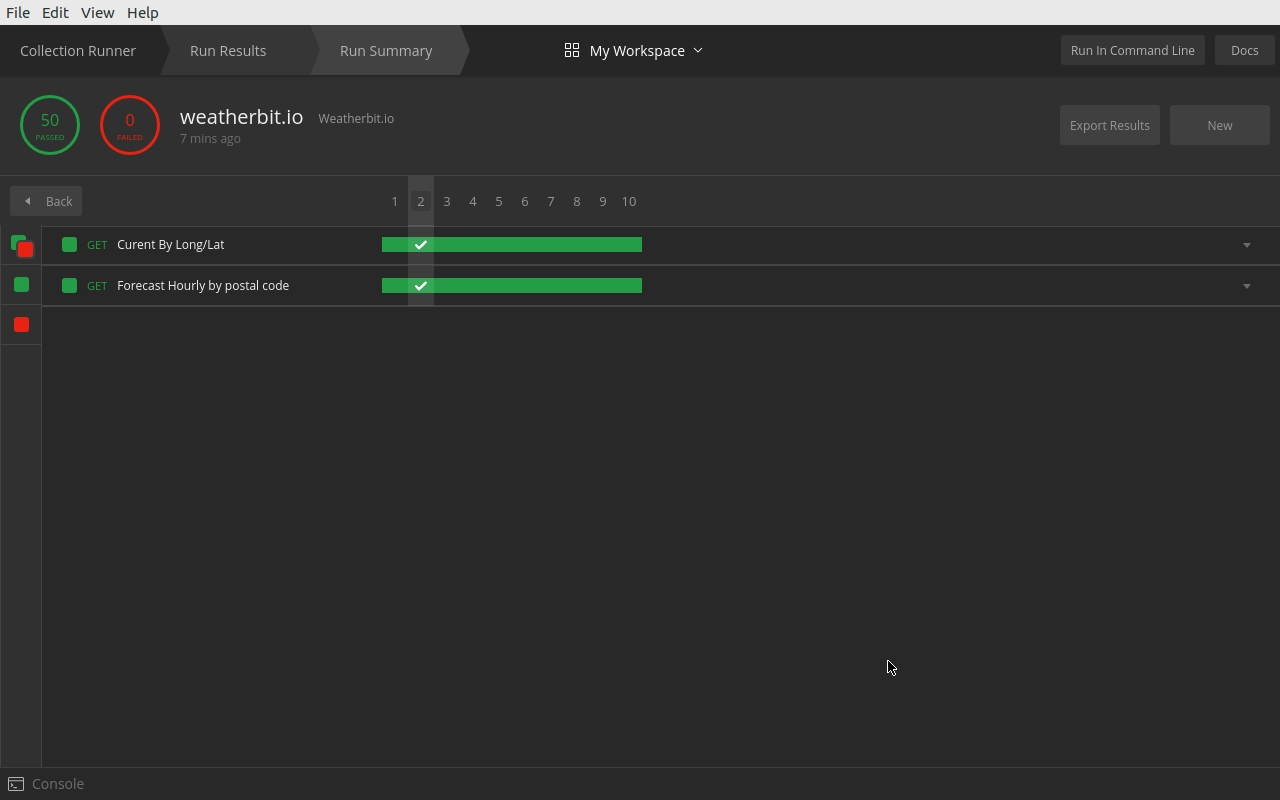 File Edit View Help
Collection Runner Run Results Run Summary My Workspace Run In Command Line Docs
50 PASSED 0 FAILED weatherbit.io Weatherbit.io
7 mins ago
Export Results New
Back 1 2 3 4 5 6 7 8 9 10
GET Curent By Long/Lat
GET Forecast Hourly by postal code
Console